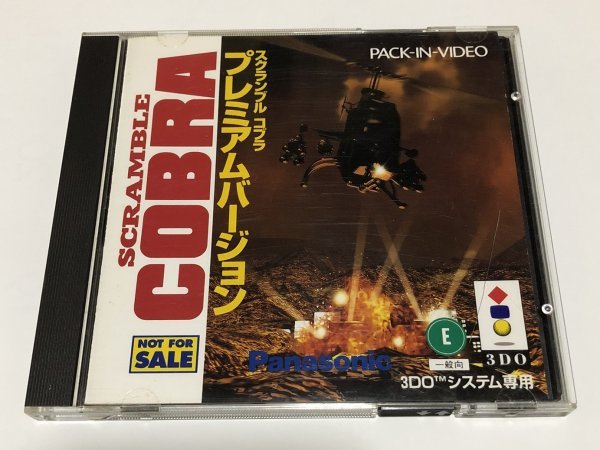 PACK-IN-VIDEO
SCRAMBLE
COBRA
スクランブル コブラ
プレミアムバージョン
NOT FOR
SALE
Panasonic
E
一般向
3DO
3DO™システム専用